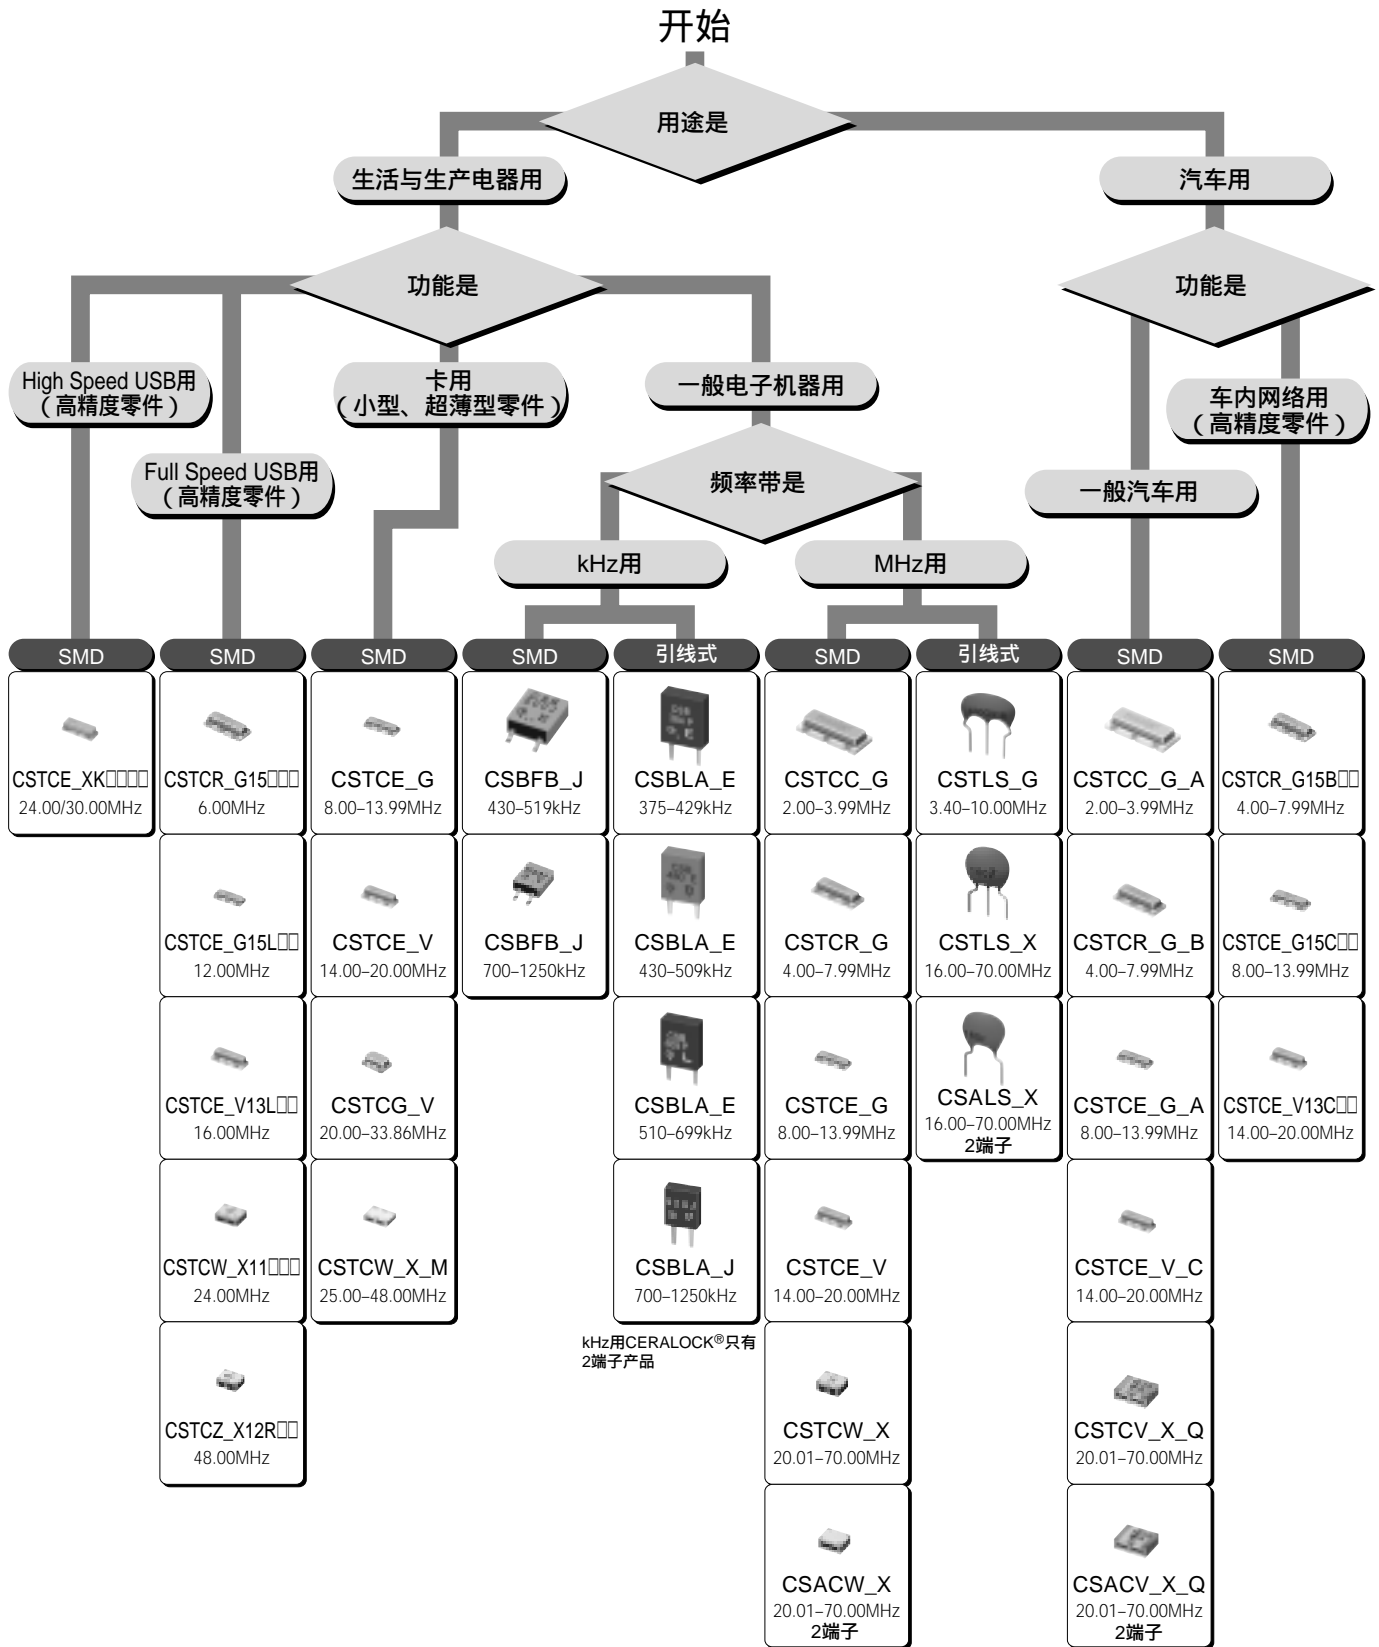 开始
用途是
生活与生产电器用
汽车用
功能是
功能是
High Speed USB用
（高精度零件）
卡用
（小型、超薄型零件）
一般电子机器用
车内网络用
（高精度零件）
Full Speed USB用
（高精度零件）
频率带是
一般汽车用
kHz用
MHz用
SMD
SMD
SMD
SMD
引线式
SMD
引线式
SMD
SMD
CSTCE_XK□□□□
24.00/30.00MHz
CSTCR_G15□□□
6.00MHz
CSTCE_G
8.00–13.99MHz
CSBFB_J
430–519kHz
CSBLA_E
375–429kHz
CSTCC_G
2.00–3.99MHz
CSTLS_G
3.40–10.00MHz
CSTCC_G_A
2.00–3.99MHz
CSTCR_G15B□□
4.00–7.99MHz
CSTCE_G15L□□
12.00MHz
CSTCE_V
14.00–20.00MHz
CSBFB_J
700–1250kHz
CSBLA_E
430–509kHz
CSTCR_G
4.00–7.99MHz
CSTLS_X
16.00–70.00MHz
CSTCR_G_B
4.00–7.99MHz
CSTCE_G15C□□
8.00–13.99MHz
CSTCE_V13L□□
16.00MHz
CSTCG_V
20.00–33.86MHz
CSBLA_E
510–699kHz
CSTCE_G
8.00–13.99MHz
CSALS_X
16.00–70.00MHz
2端子
CSTCE_G_A
8.00–13.99MHz
CSTCE_V13C□□
14.00–20.00MHz
CSTCW_X11□□□
24.00MHz
CSTCW_X_M
25.00–48.00MHz
CSBLA_J
700–1250kHz
CSTCE_V
14.00–20.00MHz
CSTCE_V_C
14.00–20.00MHz
kHz用CERALOCK®只有
2端子产品
CSTCZ_X12R□□
48.00MHz
CSTCW_X
20.01–70.00MHz
CSTCV_X_Q
20.01–70.00MHz
CSACW_X
20.01–70.00MHz
2端子
CSACV_X_Q
20.01–70.00MHz
2端子